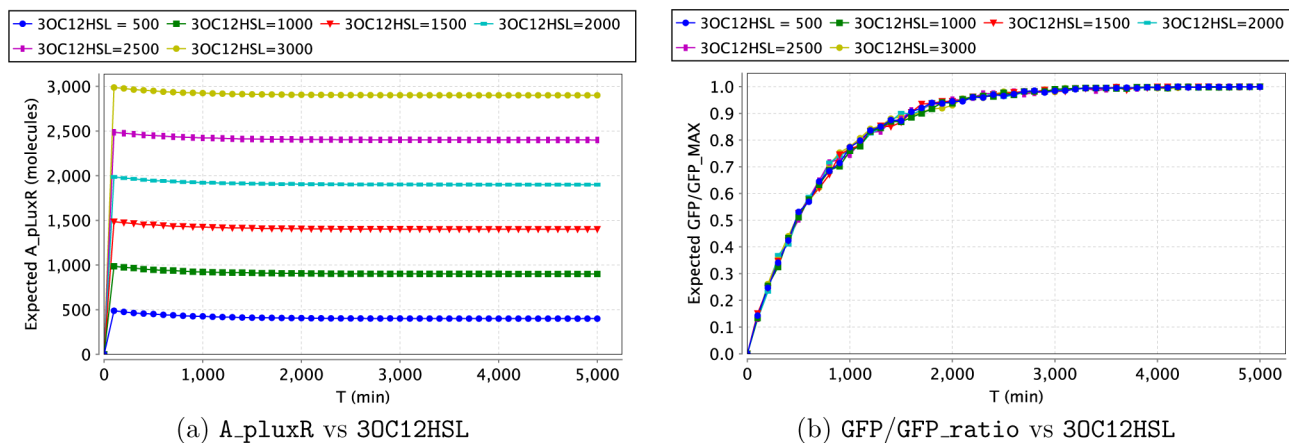 3OC12HSL = 500 3OC12HSL=1000 3OC12HSL=1500 3OC12HSL=2000
3OC12HSL=2500 3OC12HSL=3000
Expected A_pLuxR (molecules)
3,000
2,500
2,000
1,500
1,000
500
0
0 1,000 2,000 3,000 4,000 5,000
T (min)
(a) A_pluxR vs 3OC12HSL
3OC12HSL = 500 3OC12HSL=1000 3OC12HSL=1500 3OC12HSL=2000
3OC12HSL=2500 3OC12HSL=3000
Expected GFP/GFP_MAX
1.0
0.9
0.8
0.7
0.6
0.5
0.4
0.3
0.2
0.1
0.0
0 1,000 2,000 3,000 4,000 5,000
T (min)
(b) GFP/GFP_ratio vs 3OC12HSL